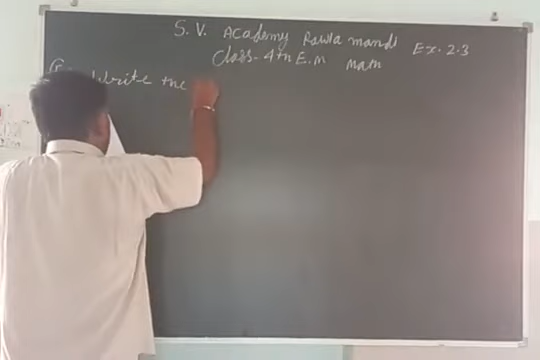 S. V. Academy Rawla mandi Ex. 2.3
Class- 4th E.M Math
Write the